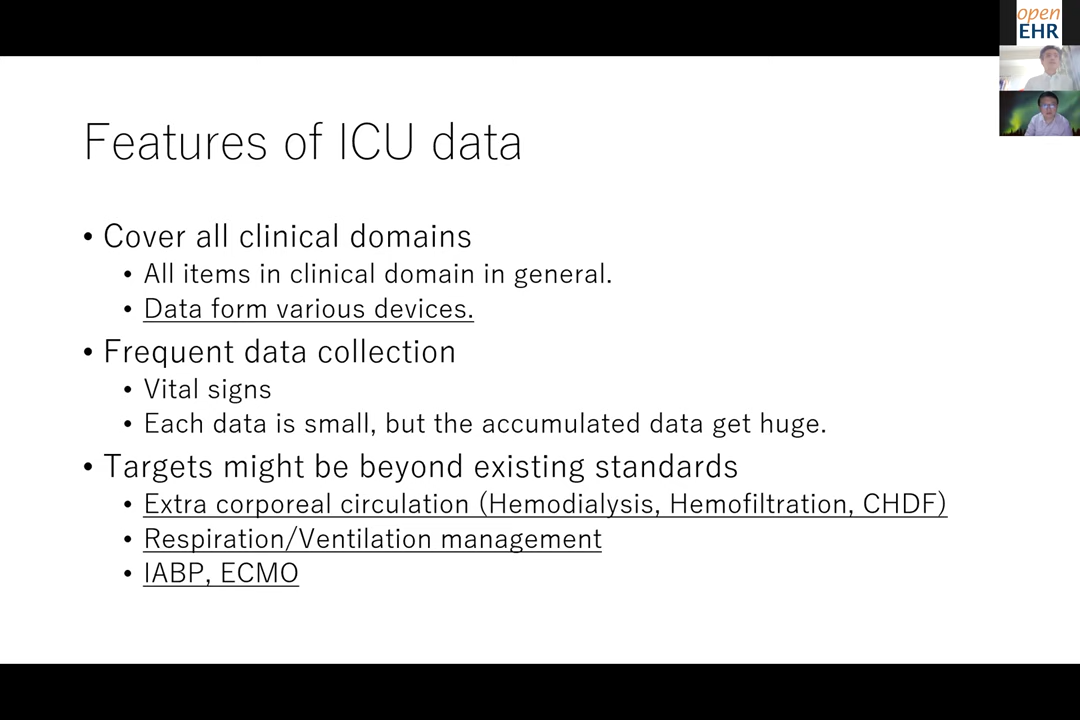 open
EHR
Features of ICU data
• Cover all clinical domains
• All items in clinical domain in general.
• Data form various devices.
• Frequent data collection
• Vital signs
• Each data is small, but the accumulated data get huge.
• Targets might be beyond existing standards
• Extra corporeal circulation (Hemodialysis, Hemofiltration, CHDF)
• Respiration/Ventilation management
• IABP, ECMO